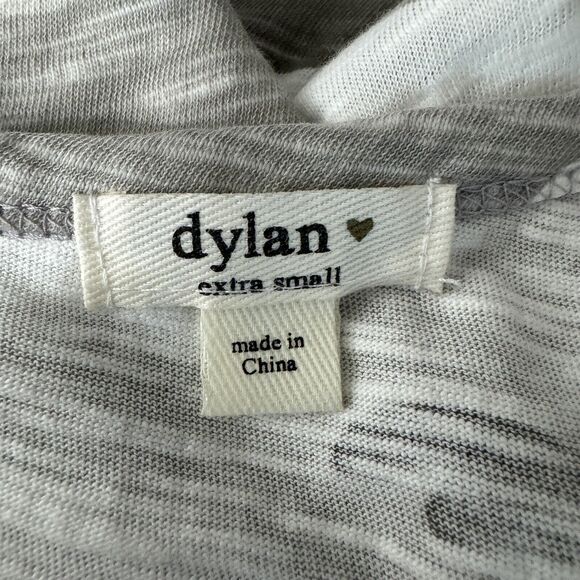 dylan
extra small
made in
China